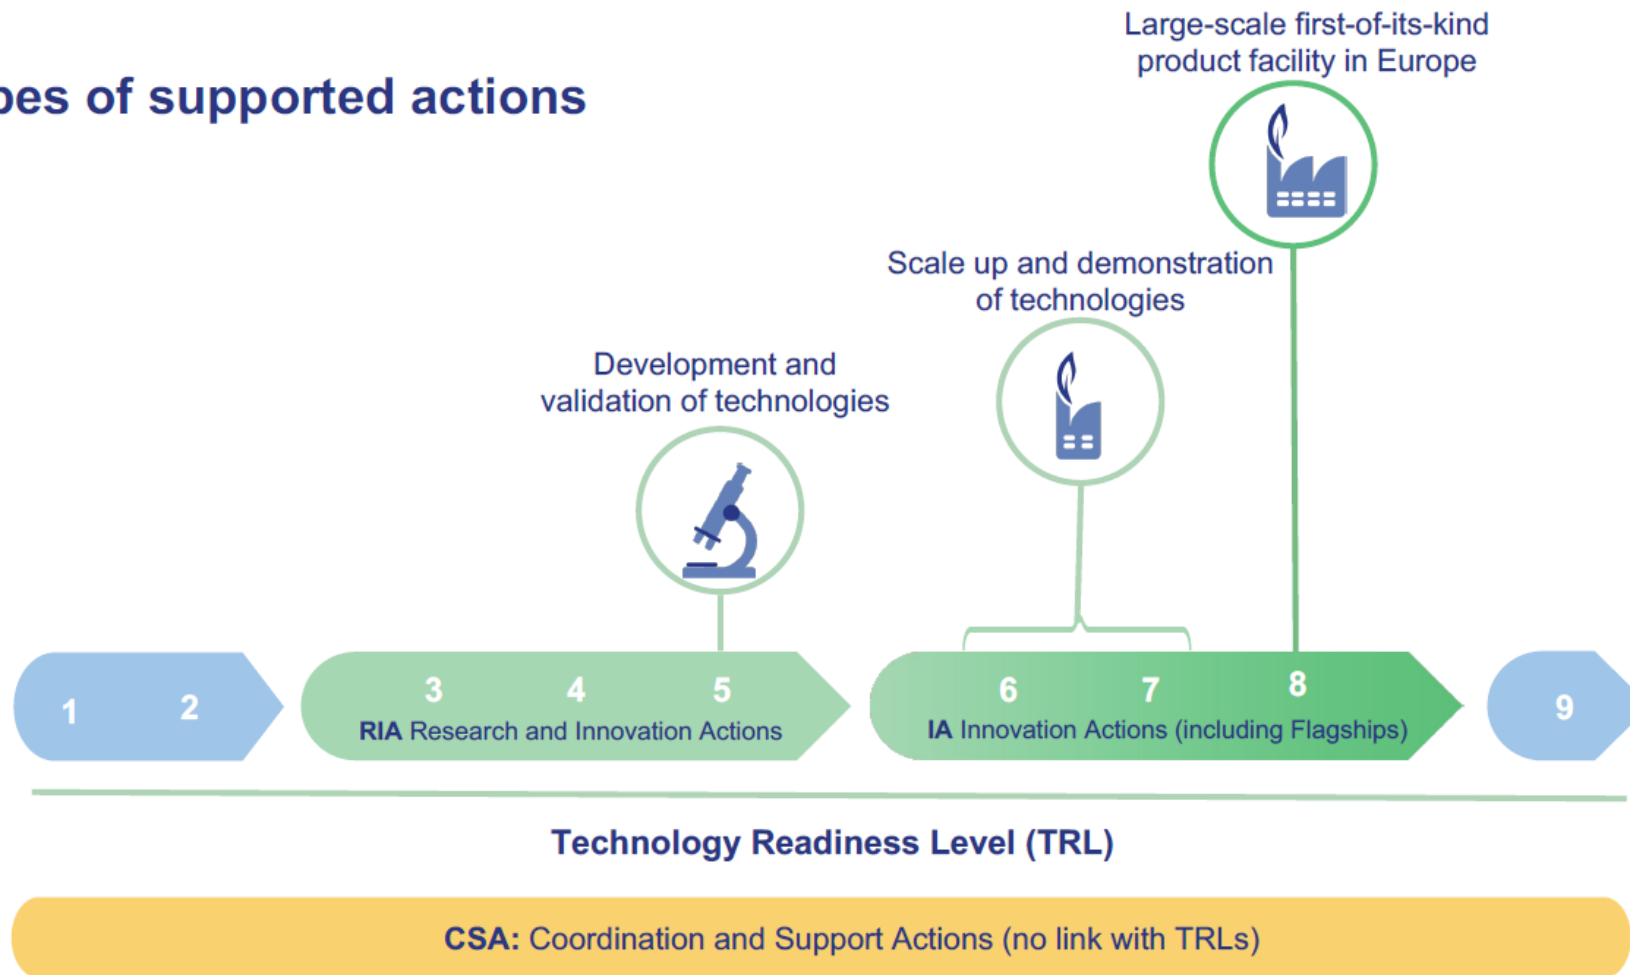 Large-scale first-of-its-kind
product facility in Europe
pes of supported actions
Scale up and demonstration
of technologies
Development and
validation of technologies
1 2 3 4 5 6 7 8 9
RIA Research and Innovation Actions
IA Innovation Actions (including Flagships)
Technology Readiness Level (TRL)
CSA: Coordination and Support Actions (no link with TRLs)